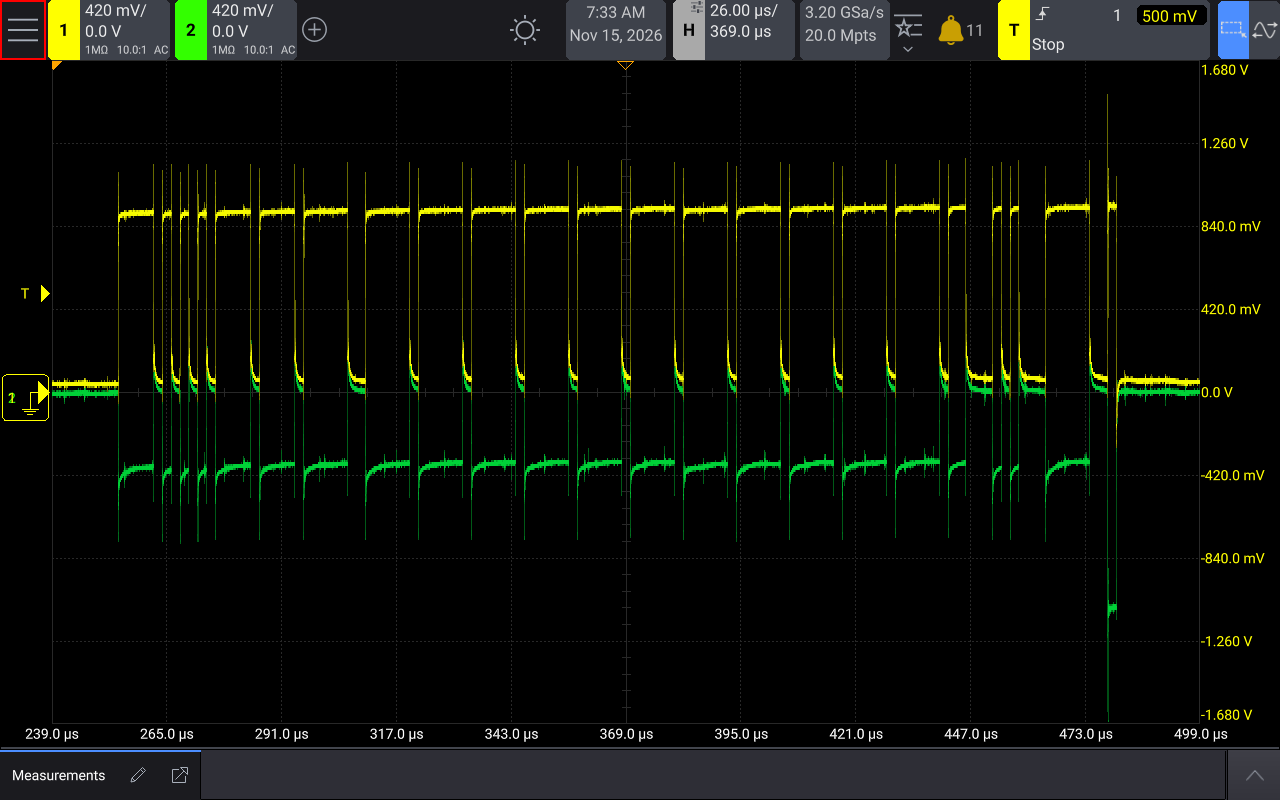 1
420 mV/
0.0 V
1MΩ 10.0:1 AC
2
420 mV/
0.0 V
1MΩ 10.0:1 AC
7:33 AM
Nov 15, 2026
H
26.00 µs/
369.0 µs
3.20 GSa/s
20.0 Mpts
11
T
1
500 mV
Stop
1.680 V
1.260 V
840.0 mV
T
420.0 mV
2
0.0 V
-420.0 mV
-840.0 mV
-1.260 V
-1.680 V
239.0 µs 265.0 µs 291.0 µs 317.0 µs 343.0 µs 369.0 µs 395.0 µs 421.0 µs 447.0 µs 473.0 µs 499.0 µs
Measurements